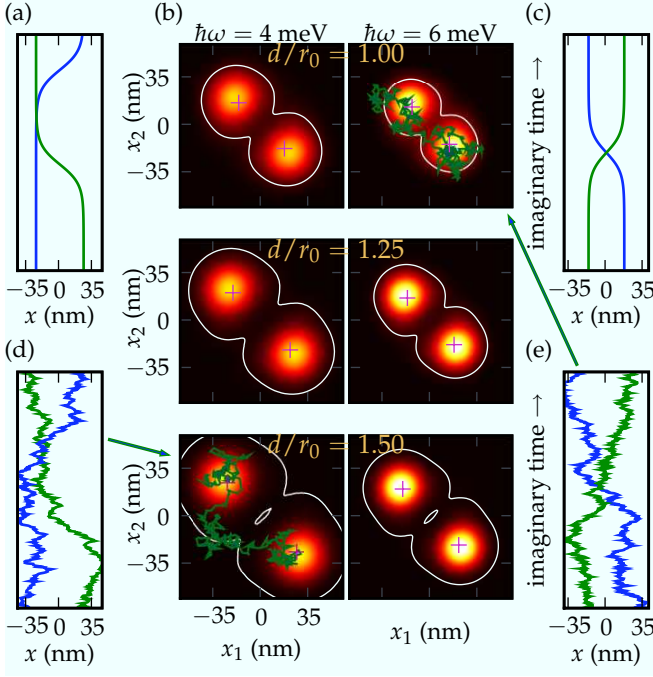 (a)
(b)
(c)
ħω = 4 meV
ħω = 6 meV
d/r₀ = 1.00
35
0
−35
x₂ (nm)
imaginary time →
−35 0 35
x (nm)
−35 0 35
x (nm)
d/r₀ = 1.25
35
0
−35
x₂ (nm)
(d)
(e)
d/r₀ = 1.50
35
0
−35
x₂ (nm)
imaginary time →
−35 0 35
x (nm)
−35 0 35
x₁ (nm)
x₁ (nm)
−35 0 35
x (nm)